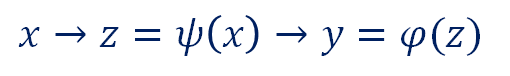 x → z = ψ(x) → y = φ(z)